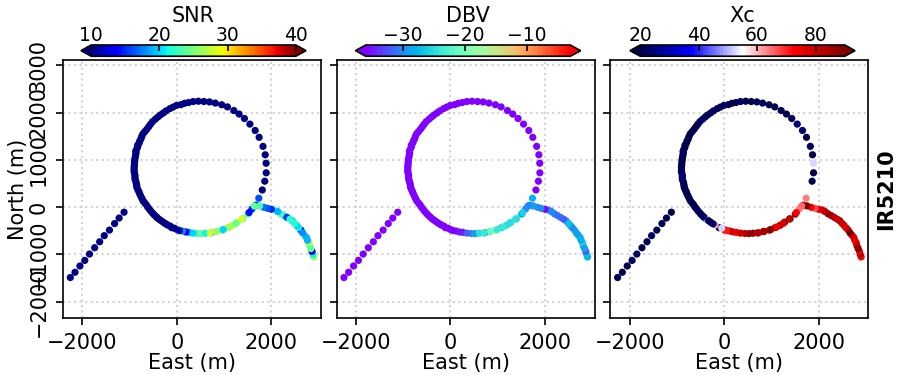 SNR DBV Xc
10 20 30 40 −30 −20 −10 20 40 60 80
3000
2000
1000
0
−1000
−2000
North (m)
IR5210
−2000 0 2000 −2000 0 2000 −2000 0 2000
East (m) East (m) East (m)